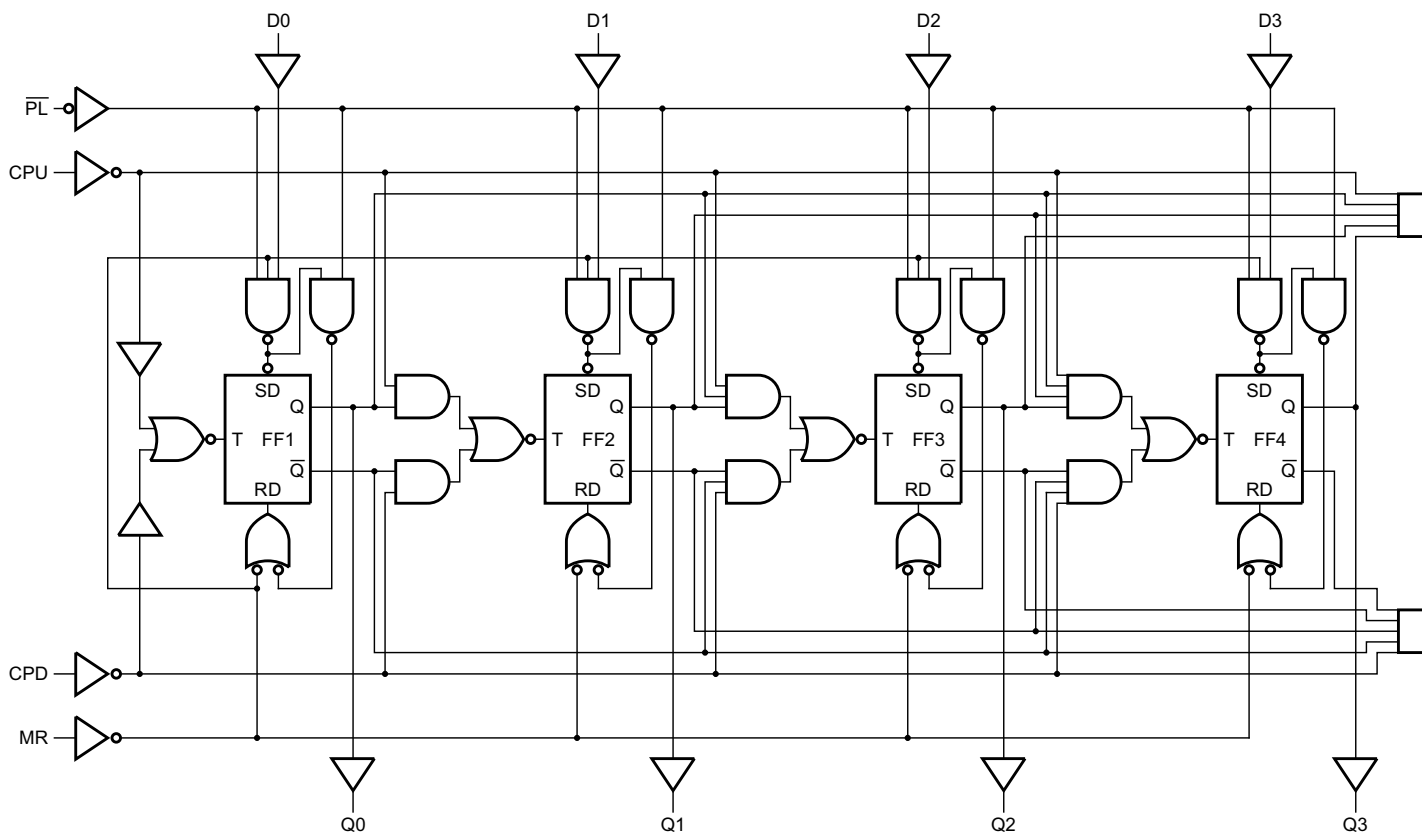 D0 D1 D2 D3
P̅L̅
CPU
SD SD SD SD
Q Q Q Q
T FF1 T FF2 T FF3 T FF4
Q̅ Q̅ Q̅ Q̅
RD RD RD RD
CPD
MR
Q0 Q1 Q2 Q3